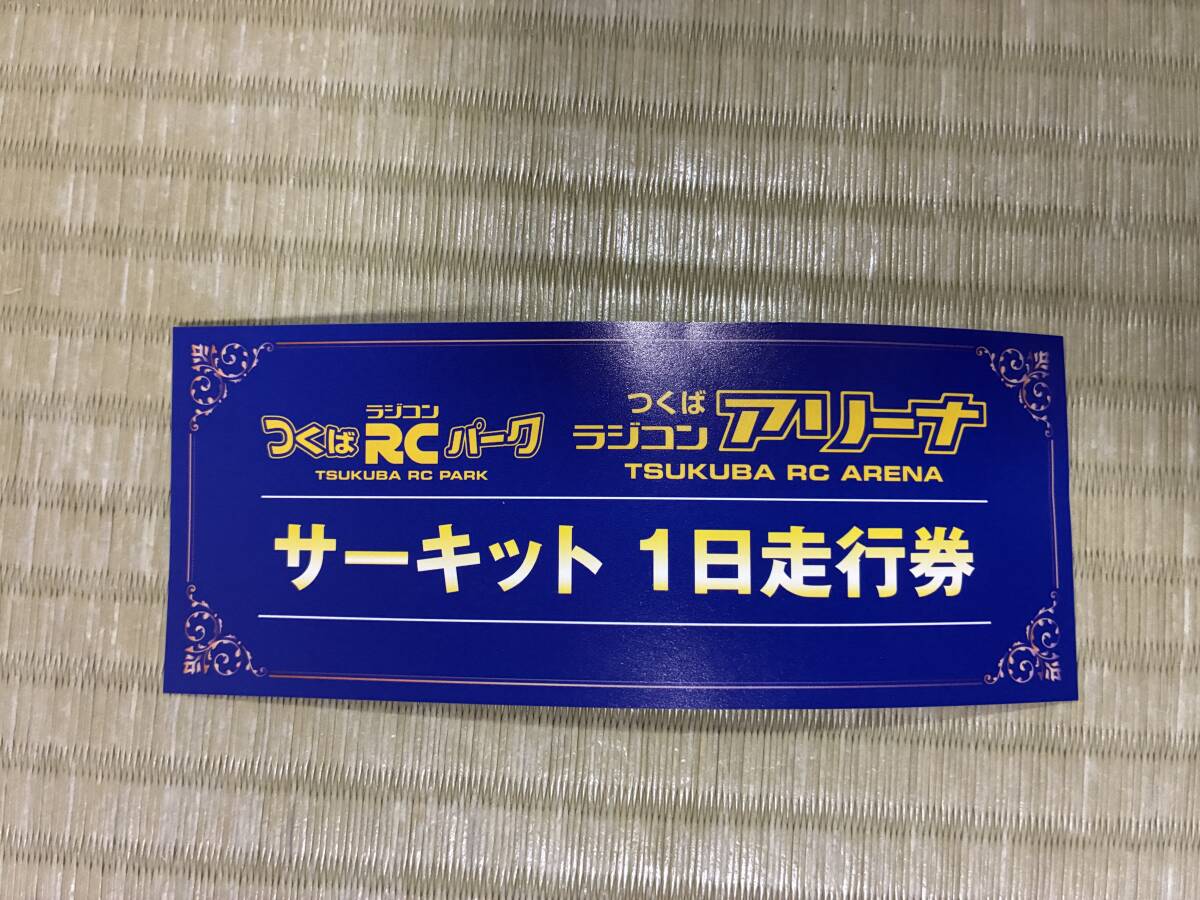 ラジコン
つくばRCパーク
TSUKUBA RC PARK
つくば
ラジコン アリーナ
TSUKUBA RC ARENA
サーキット 1日走行券